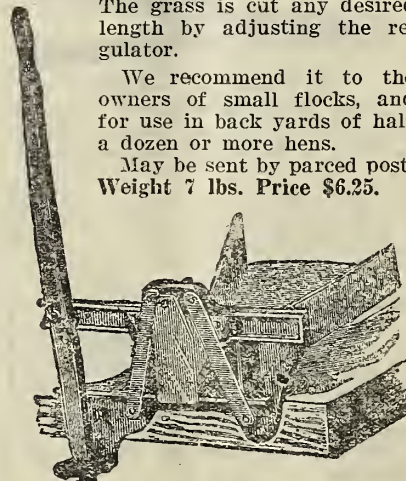 The grass is cut any desired
length by adjusting the re
gulator.
We recommend it to the
owners of small flocks, and
for use in back yards of hal
a dozen or more hens.
May be sent by parced post
Weight 7 lbs. Price $6.25.